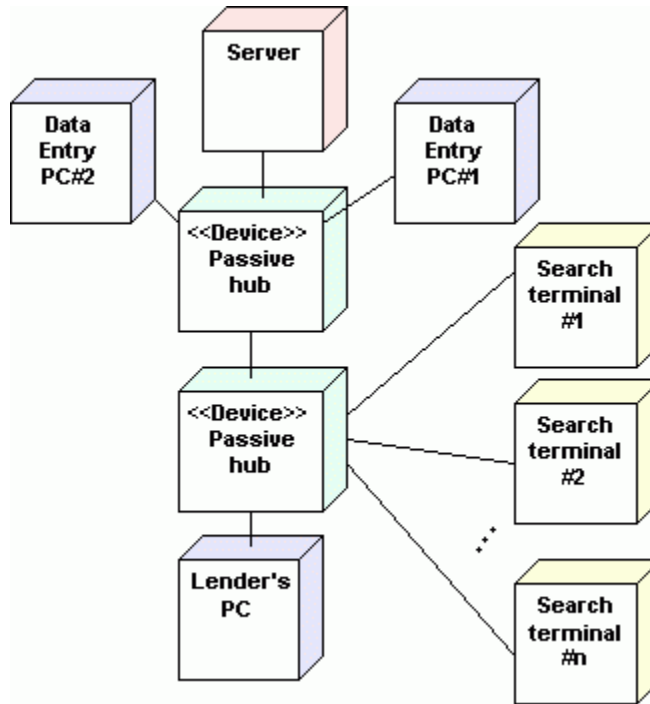 Server
Data
Entry
PC#2
Data
Entry
PC#1
<<Device>>
Passive
hub
Search
terminal
#1
<<Device>>
Passive
hub
Search
terminal
#2
Lender's
PC
Search
terminal
#n